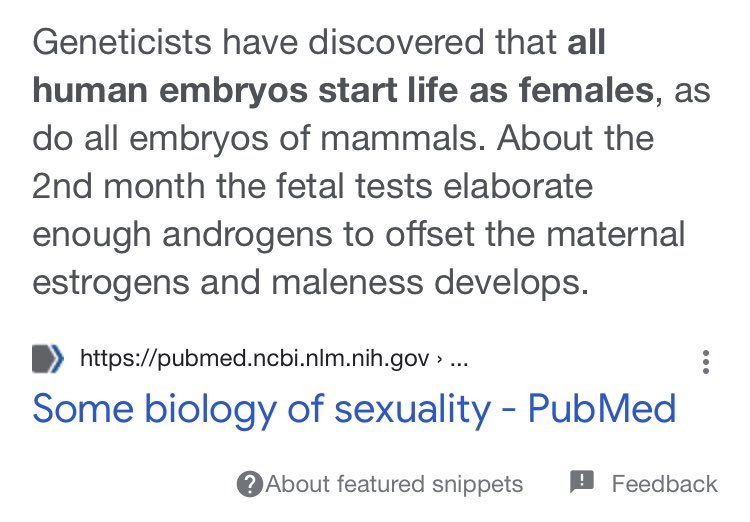 Geneticists have discovered that all
human embryos start life as females, as
do all embryos of mammals. About the
2nd month the fetal tests elaborate
enough androgens to offset the maternal
estrogens and maleness develops.
https://pubmed.ncbi.nlm.nih.gov › ...
Some biology of sexuality - PubMed
About featured snippets Feedback